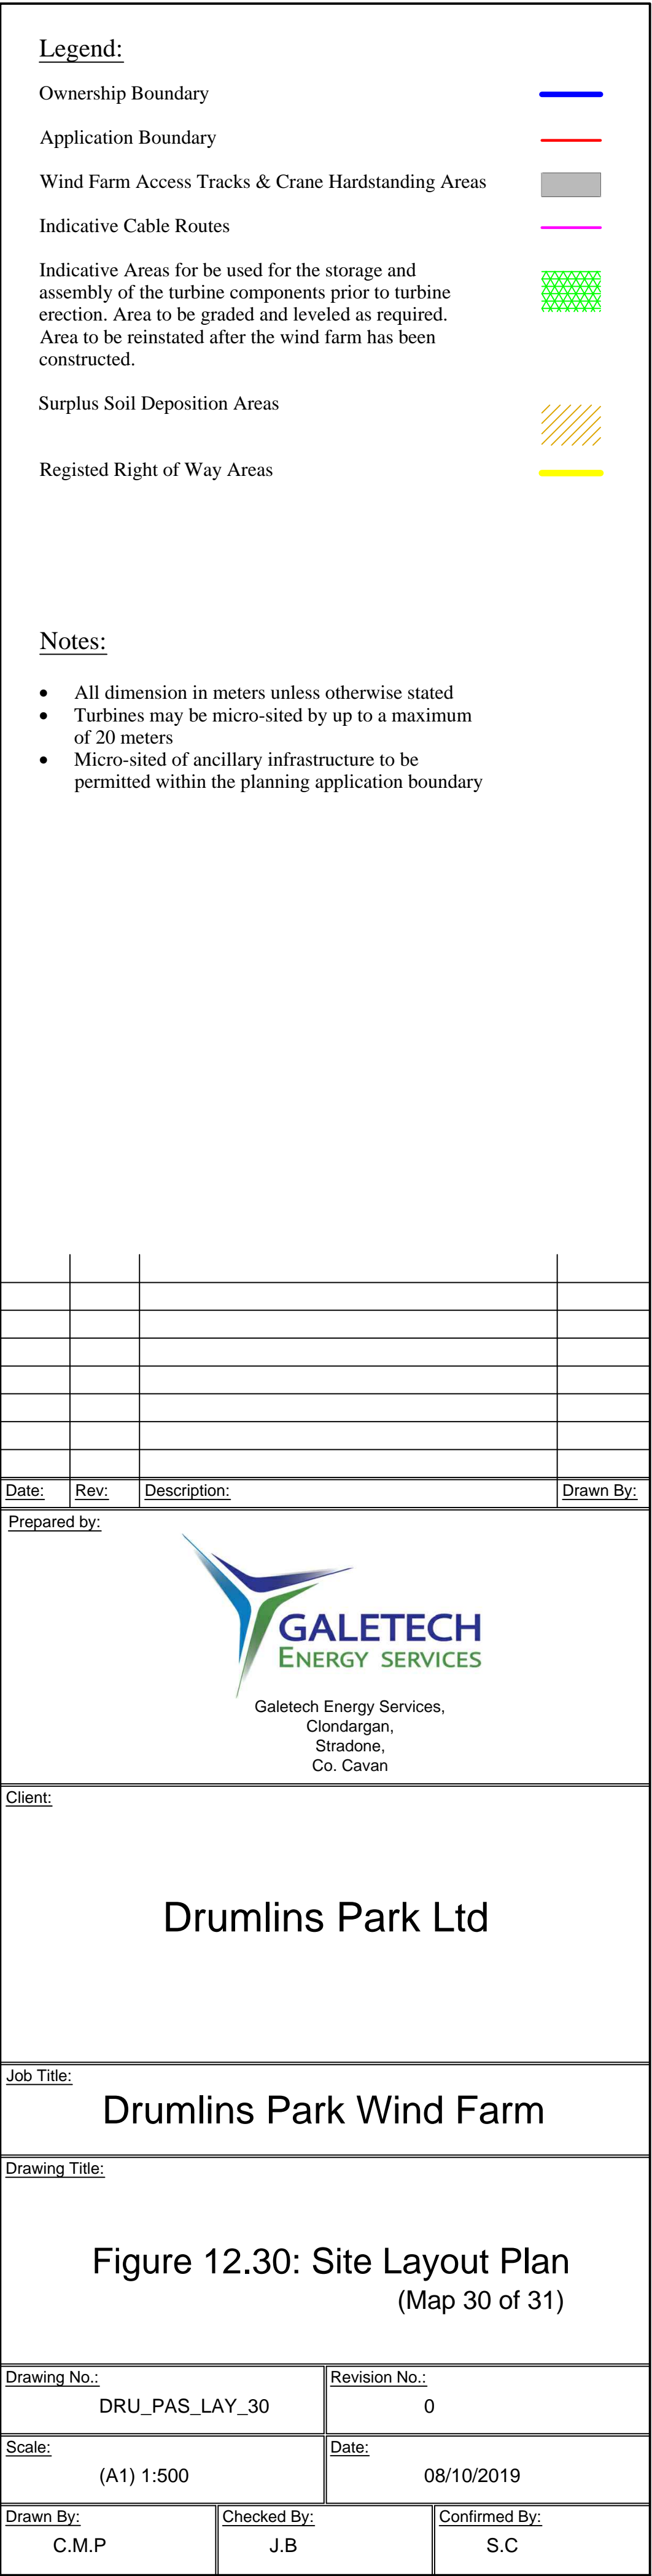 Legend:
Ownership Boundary
Application Boundary
Wind Farm Access Tracks & Crane Hardstanding Areas
Indicative Cable Routes
Indicative Areas for be used for the storage and
assembly of the turbine components prior to turbine
erection. Area to be graded and leveled as required.
Area to be reinstated after the wind farm has been
constructed.
Surplus Soil Deposition Areas
Registed Right of Way Areas
Notes:
• All dimension in meters unless otherwise stated
• Turbines may be micro-sited by up to a maximum
of 20 meters
• Micro-sited of ancillary infrastructure to be
permitted within the planning application boundary
Date: Rev: Description: Drawn By:
Prepared by:
GALETECH
ENERGY SERVICES
Galetech Energy Services,
Clondargan,
Stradone,
Co. Cavan
Client:
Drumlins Park Ltd
Job Title:
Drumlins Park Wind Farm
Drawing Title:
Figure 12.30: Site Layout Plan
(Map 30 of 31)
Drawing No.: Revision No.:
DRU_PAS_LAY_30 0
Scale: Date:
(A1) 1:500 08/10/2019
Drawn By: Checked By: Confirmed By:
C.M.P J.B S.C